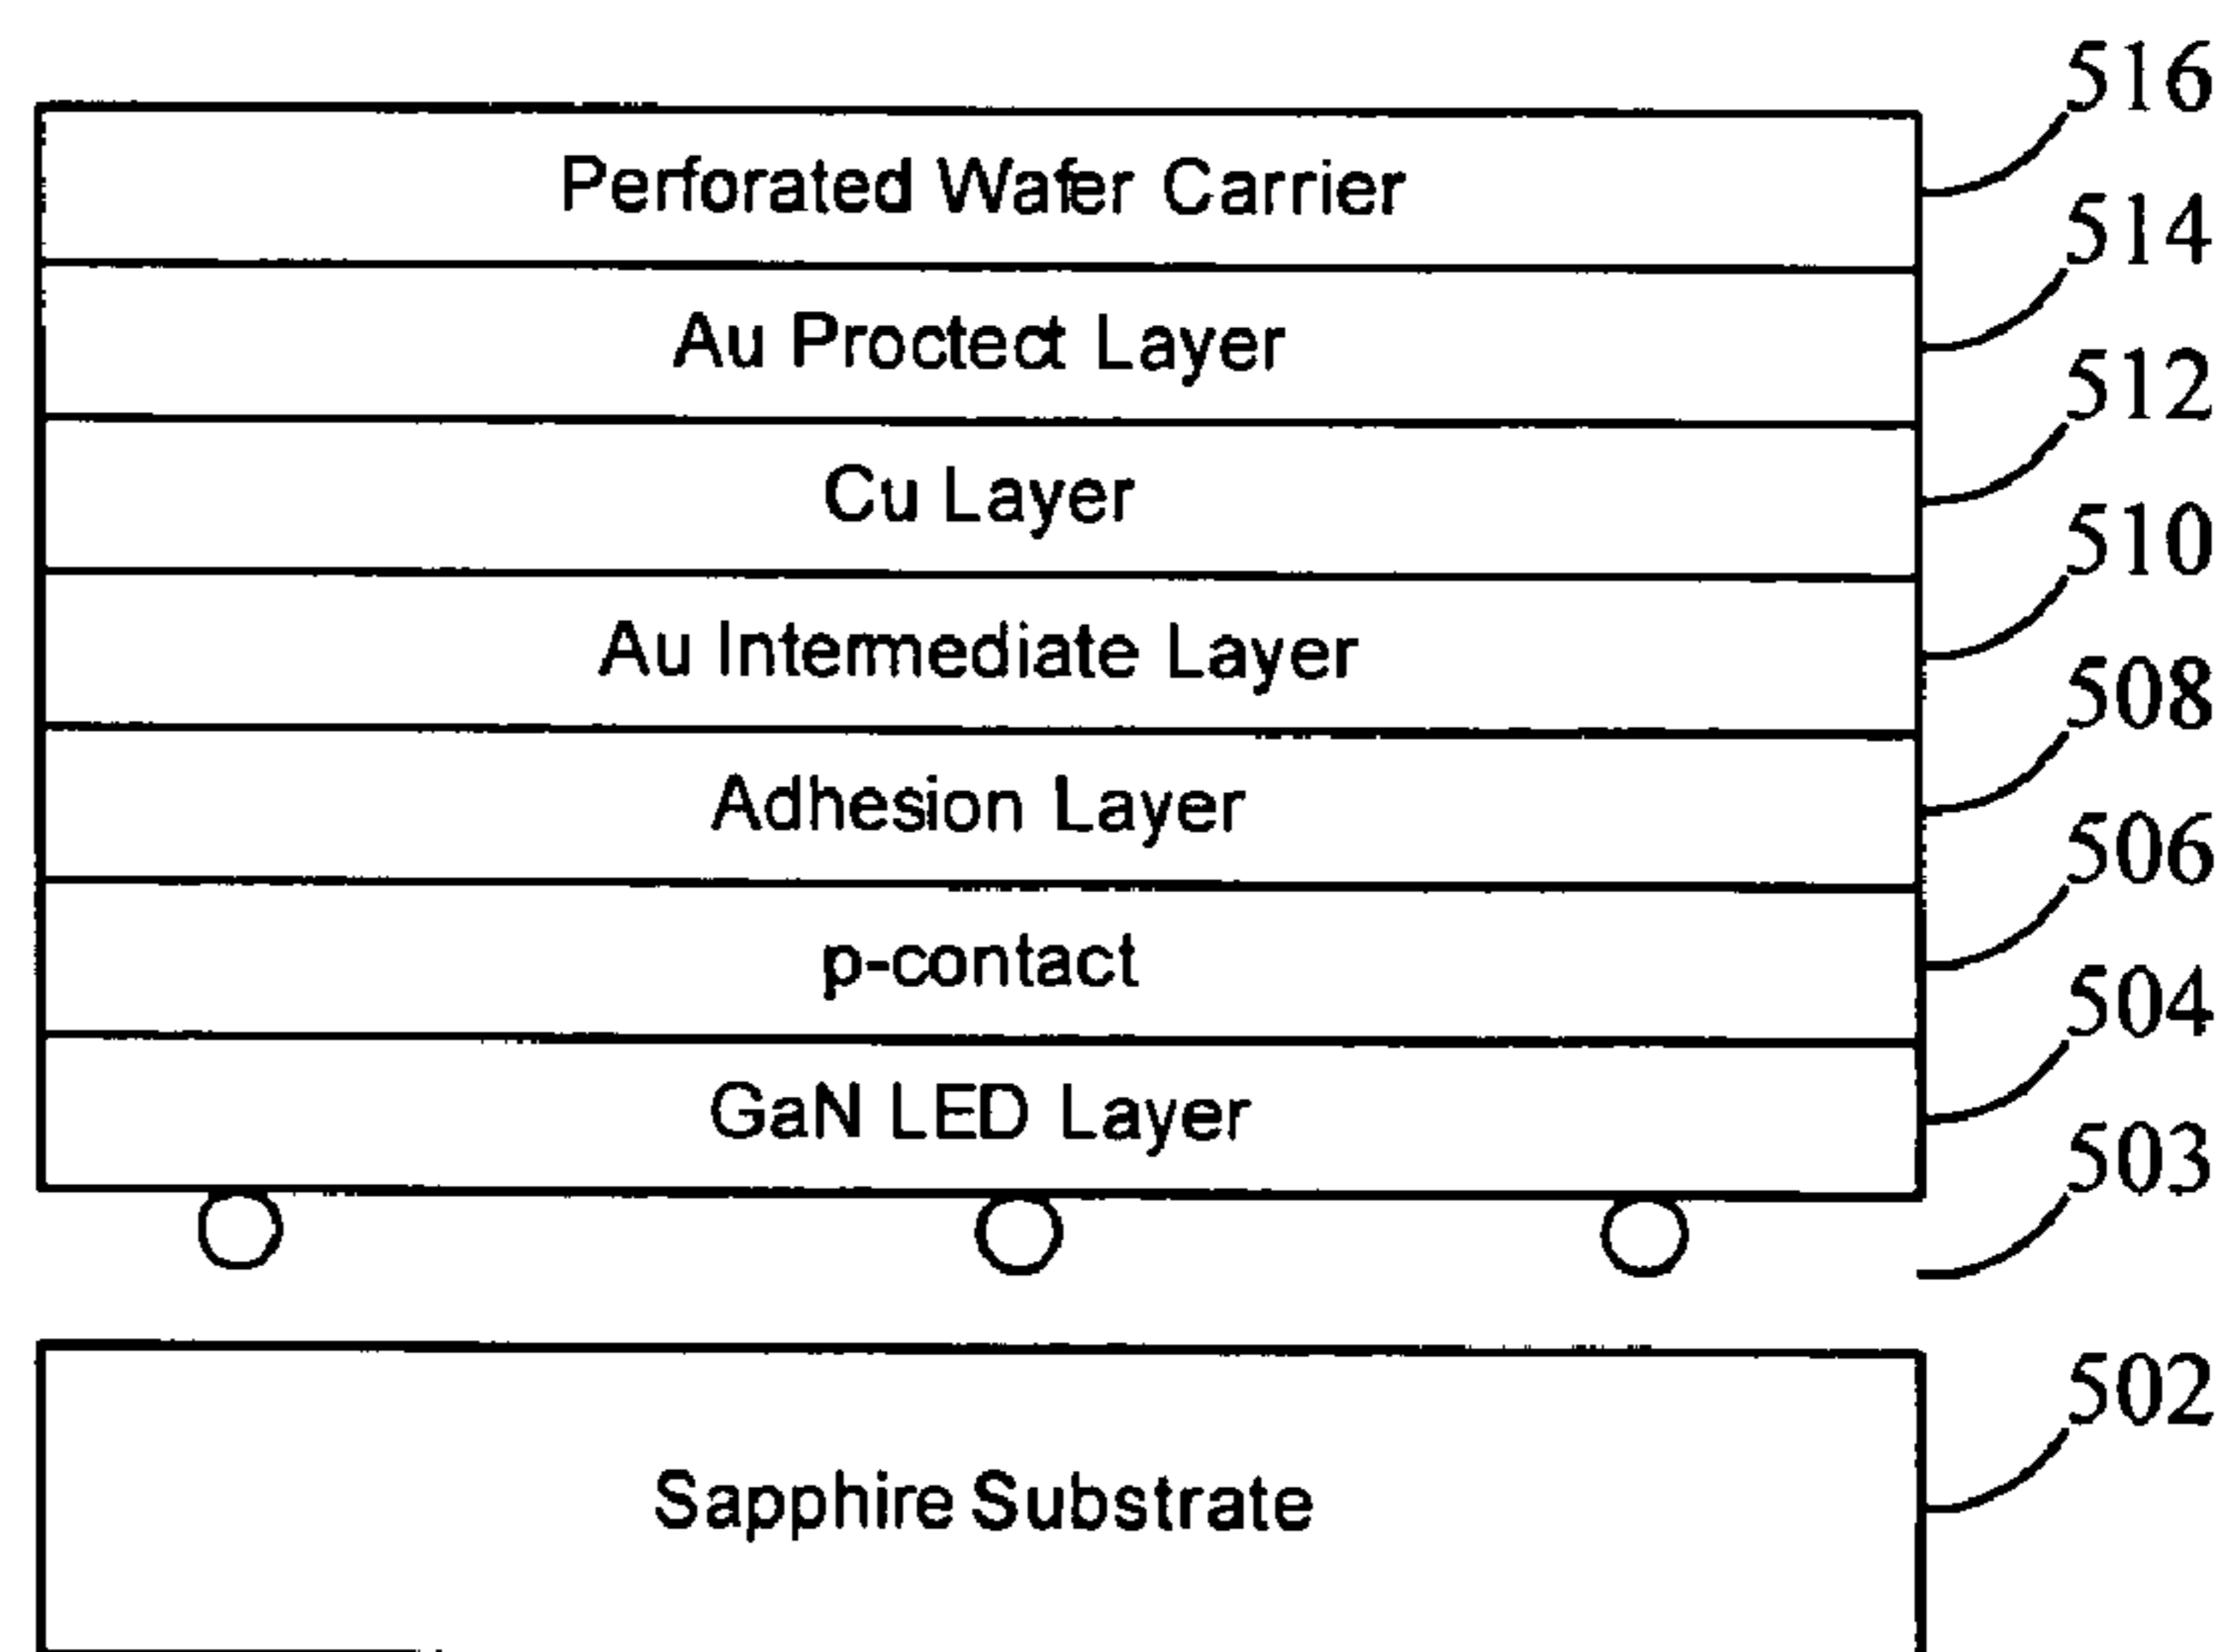 516
Perforated Wafer Carrier
514
Au Proctect Layer
512
Cu Layer
510
Au Intermediate Layer
508
Adhesion Layer
506
p-contact
504
GaN LED Layer
503
502
Sapphire Substrate